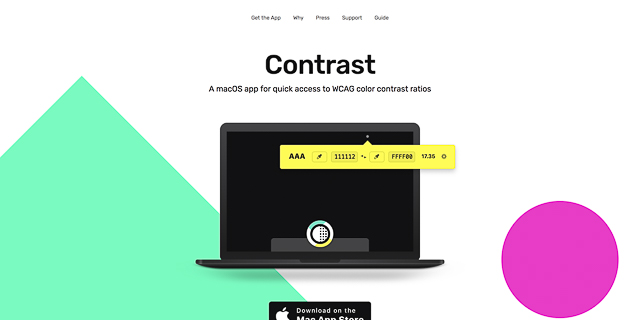 Get the App Why Press Support Guide
Contrast
A macOS app for quick access to WCAG color contrast ratios
AAA 111112 FFFF00 17.35
Download on the
Mac App Store